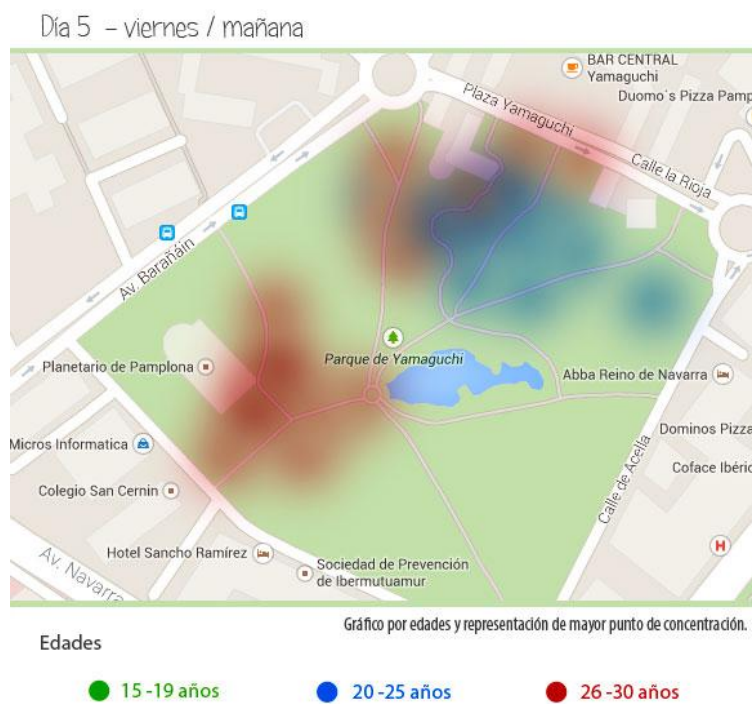 Día 5 - viernes / mañana
BAR CENTRAL
Yamaguchi
Duomo's Pizza Pamp
Plaza Yamaguchi
Calle la Rioja
Av. Barañáin
Parque de Yamaguchi
Planetario de Pamplona
Abba Reino de Navarra
Micros Informatica
Dominos Pizza
Colegio San Cernin
Coface Ibéric
Calle de Acella
H
Hotel Sancho Ramírez
Sociedad de Prevención
de Ibermutuamur
Av. Navarra
Gráfico por edades y representación de mayor punto de concentración.
Edades
15 -19 años
20 -25 años
26 -30 años